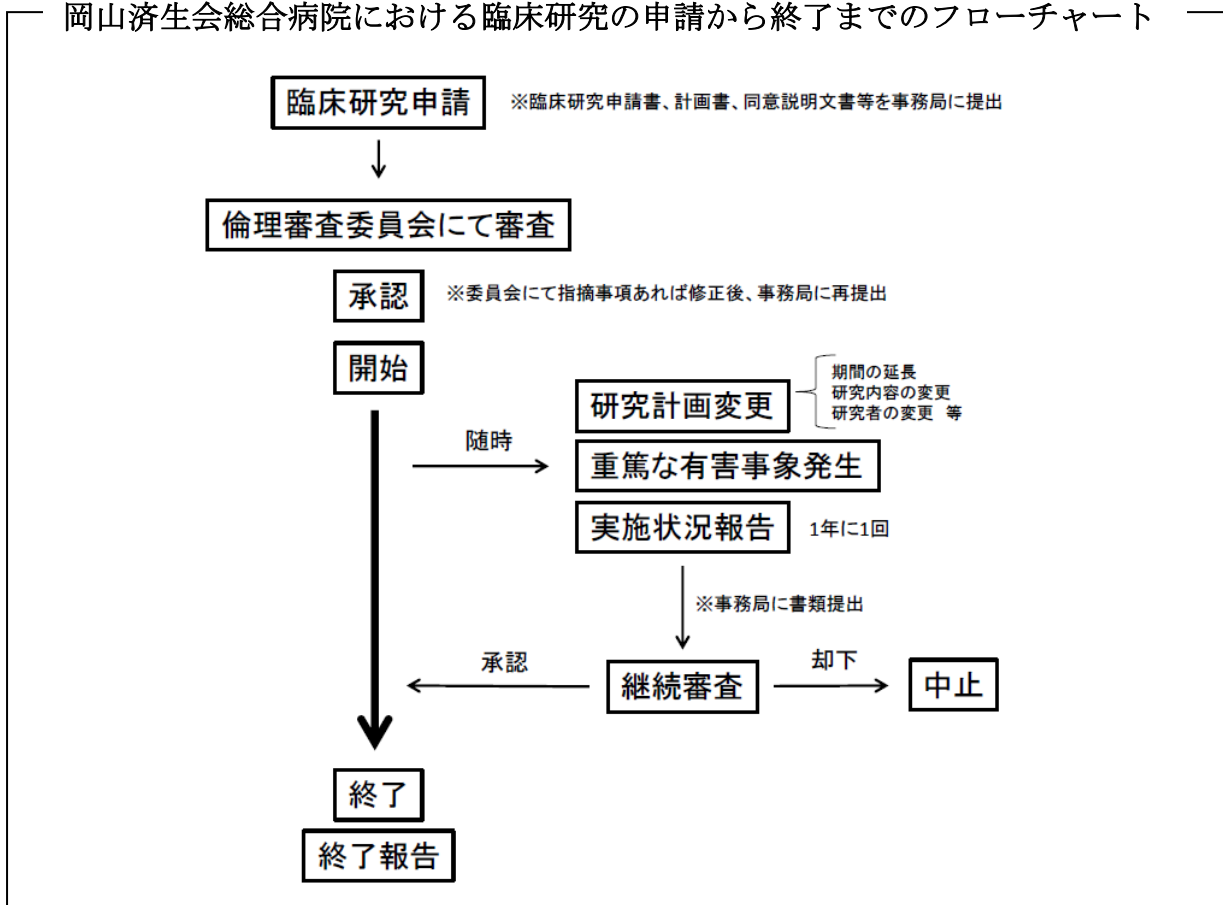 岡山済生会総合病院における臨床研究の申請から終了までのフローチャート
臨床研究申請
※臨床研究申請書、計画書、同意説明文書等を事務局に提出
倫理審査委員会にて審査
承認
※委員会にて指摘事項あれば修正後、事務局に再提出
開始
研究計画変更
期間の延長
研究内容の変更
研究者の変更 等
随時
重篤な有害事象発生
実施状況報告
1年に1回
※事務局に書類提出
承認
継続審査
却下
中止
終了
終了報告